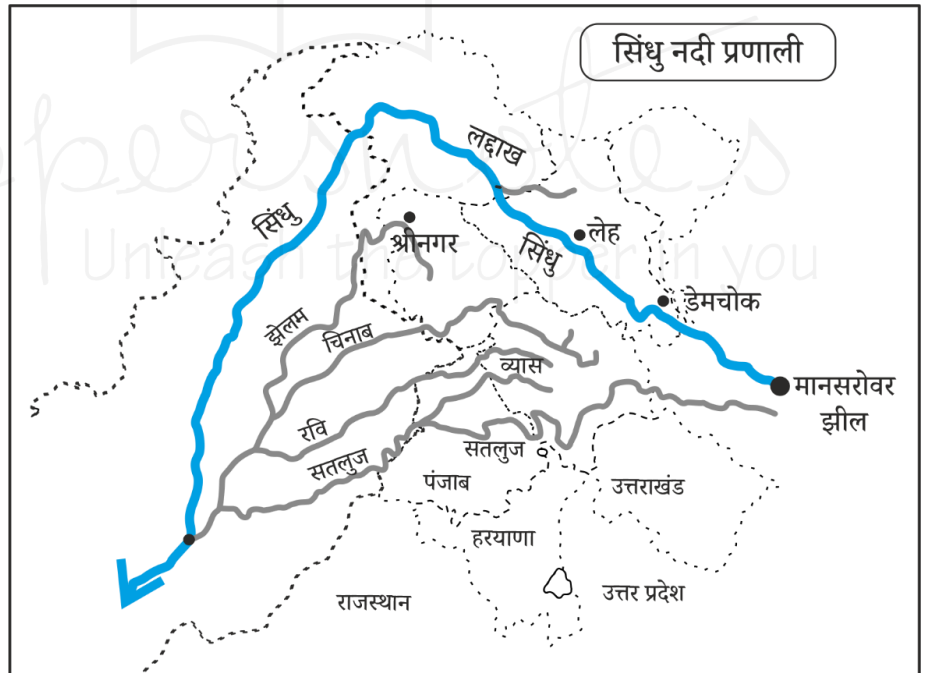 सिंधु नदी प्रणाली
लद्दाख
सिंधु
श्रीनगर
सिंधु
लेह
डेमचोक
झेलम
चिनाब
व्यास
मानसरोवर
झील
रवि
सतलुज
सतलुज
पंजाब
उत्तराखंड
हरयाणा
राजस्थान
उत्तर प्रदेश
Unleash the topper in you